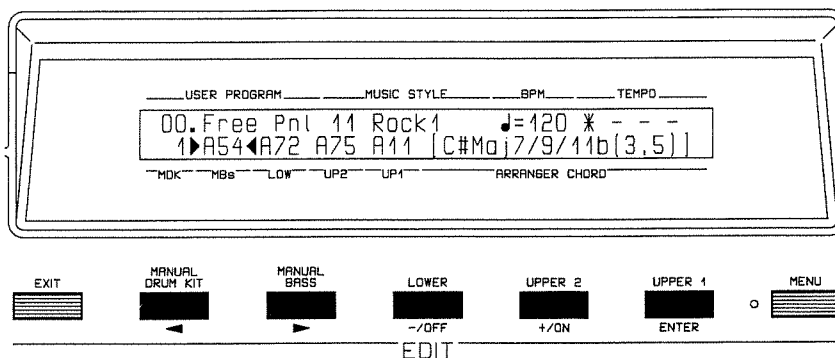 USER PROGRAM MUSIC STYLE BPM TEMPO
00.Free Pnl 11 Rock1 ♩=120 * - - -
1▶A54◀A72 A75 A11 [C#Maj7/9/11b(3,5)]
MDK MBs LOW UP2 UP1 ARRANGER CHORD
EXIT MANUAL DRUM KIT MANUAL BASS LOWER UPPER 2 UPPER 1 MENU
◀ ▶ -/OFF +/ON ENTER
EDIT